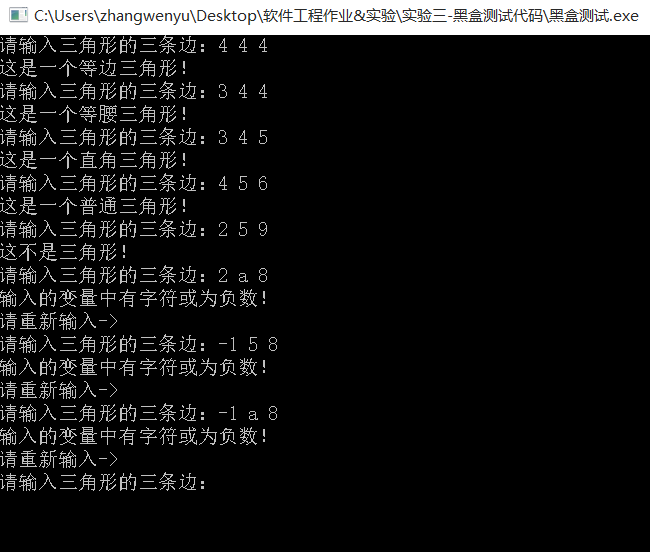 C:\Users\zhangwenyu\Desktop\软件工程作业&实验\实验三-黑盒测试代码\黑盒测试.exe
请输入三角形的三条边：4 4 4
这是一个等边三角形！
请输入三角形的三条边：3 4 4
这是一个等腰三角形！
请输入三角形的三条边：3 4 5
这是一个直角三角形！
请输入三角形的三条边：4 5 6
这是一个普通三角形！
请输入三角形的三条边：2 5 9
这不是三角形！
请输入三角形的三条边：2 a 8
输入的变量中有字符或为负数！
请重新输入->
请输入三角形的三条边：-1 5 8
输入的变量中有字符或为负数！
请重新输入->
请输入三角形的三条边：-1 a 8
输入的变量中有字符或为负数！
请重新输入->
请输入三角形的三条边：